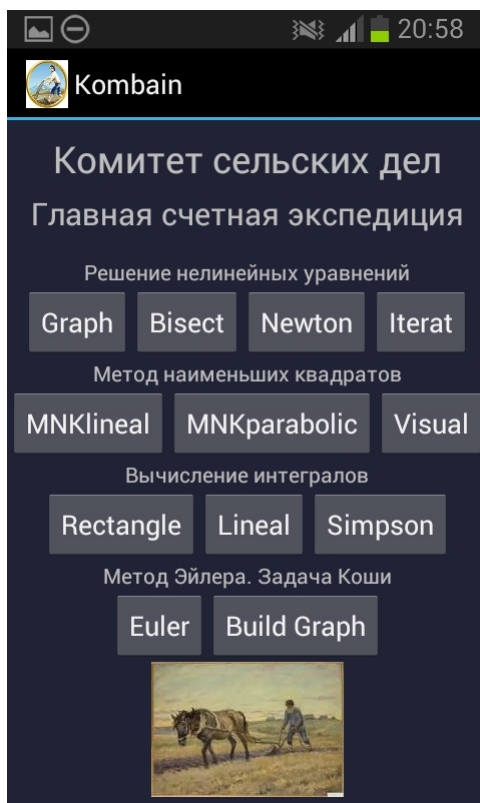 20:58
Kombain
Комитет сельских дел
Главная счетная экспедиция
Решение нелинейных уравнений
Graph Bisect Newton Iterat
Метод наименьших квадратов
MNKlineal MNKparabolic Visual
Вычисление интегралов
Rectangle Lineal Simpson
Метод Эйлера. Задача Коши
Euler Build Graph